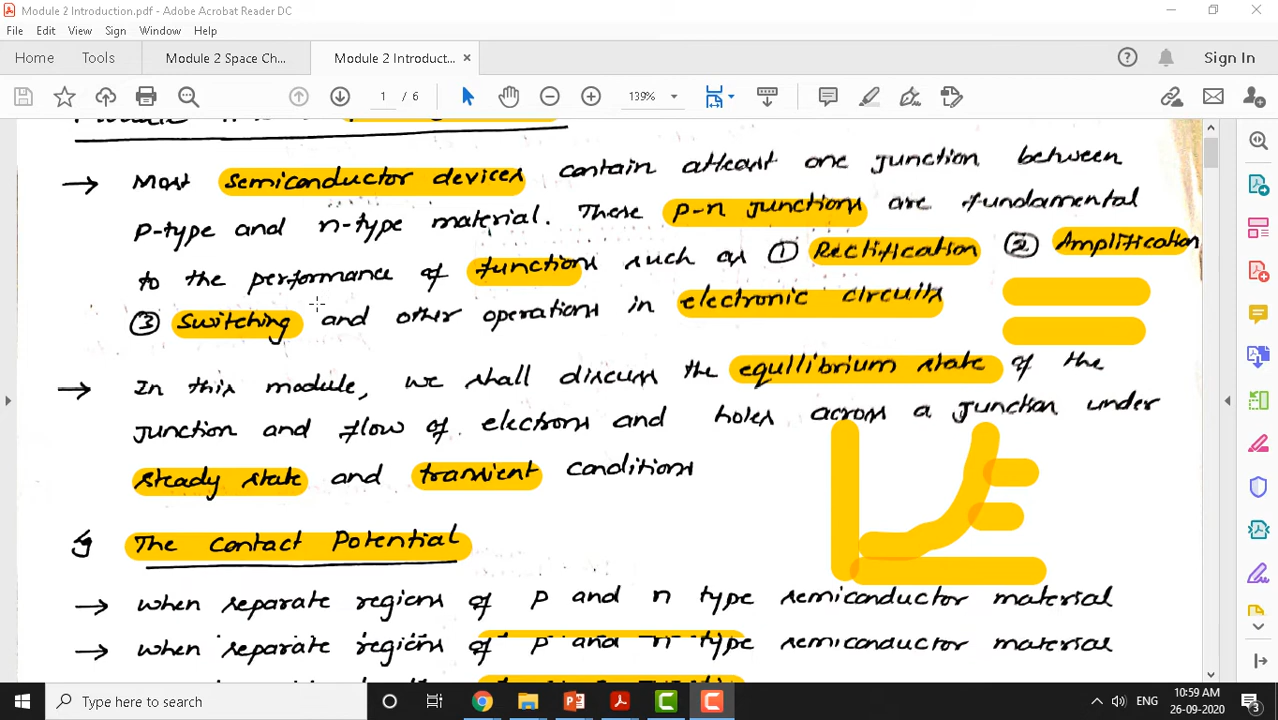 Module 2 Introduction.pdf - Adobe Acrobat Reader DC
File Edit View Sign Window Help
Home Tools Module 2 Space Ch... Module 2 Introduct... × Sign In
1 / 6 139%
→ Most semiconductor devices contain atleast one junction between
p-type and n-type material. These p-n junctions are fundamental
to the performance of functions such as ① Rectification ② Amplification
③ Switching and other operations in electronic circuits
→ In this module, we shall discuss the equilibrium state of the
junction and flow of electrons and holes across a junction under
steady state and transient conditions
The Contact Potential
→ when separate regions of p and n type semiconductor material
→ when separate regions of p and n type semiconductor material
Type here to search
ENG
10:59 AM
26-09-2020
3